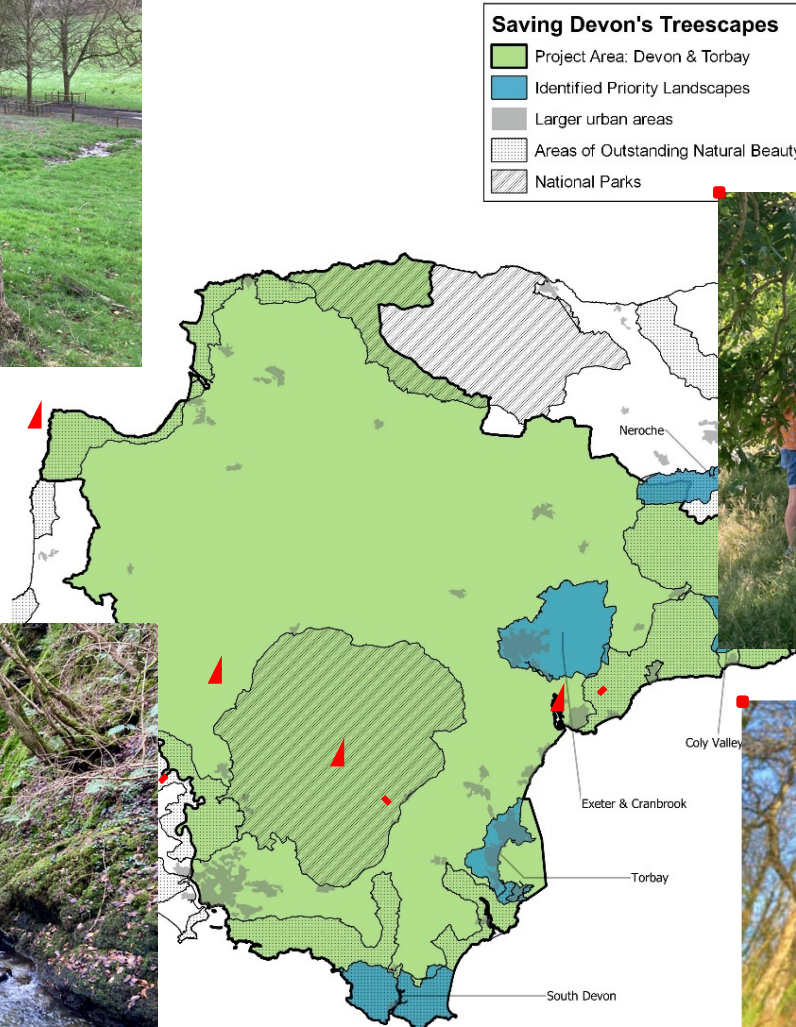 Saving Devon's Treescapes
Project Area: Devon & Torbay
Identified Priority Landscapes
Larger urban areas
Areas of Outstanding Natural Beauty
National Parks
Neroche
Coly Valley
Exeter & Cranbrook
Torbay
South Devon